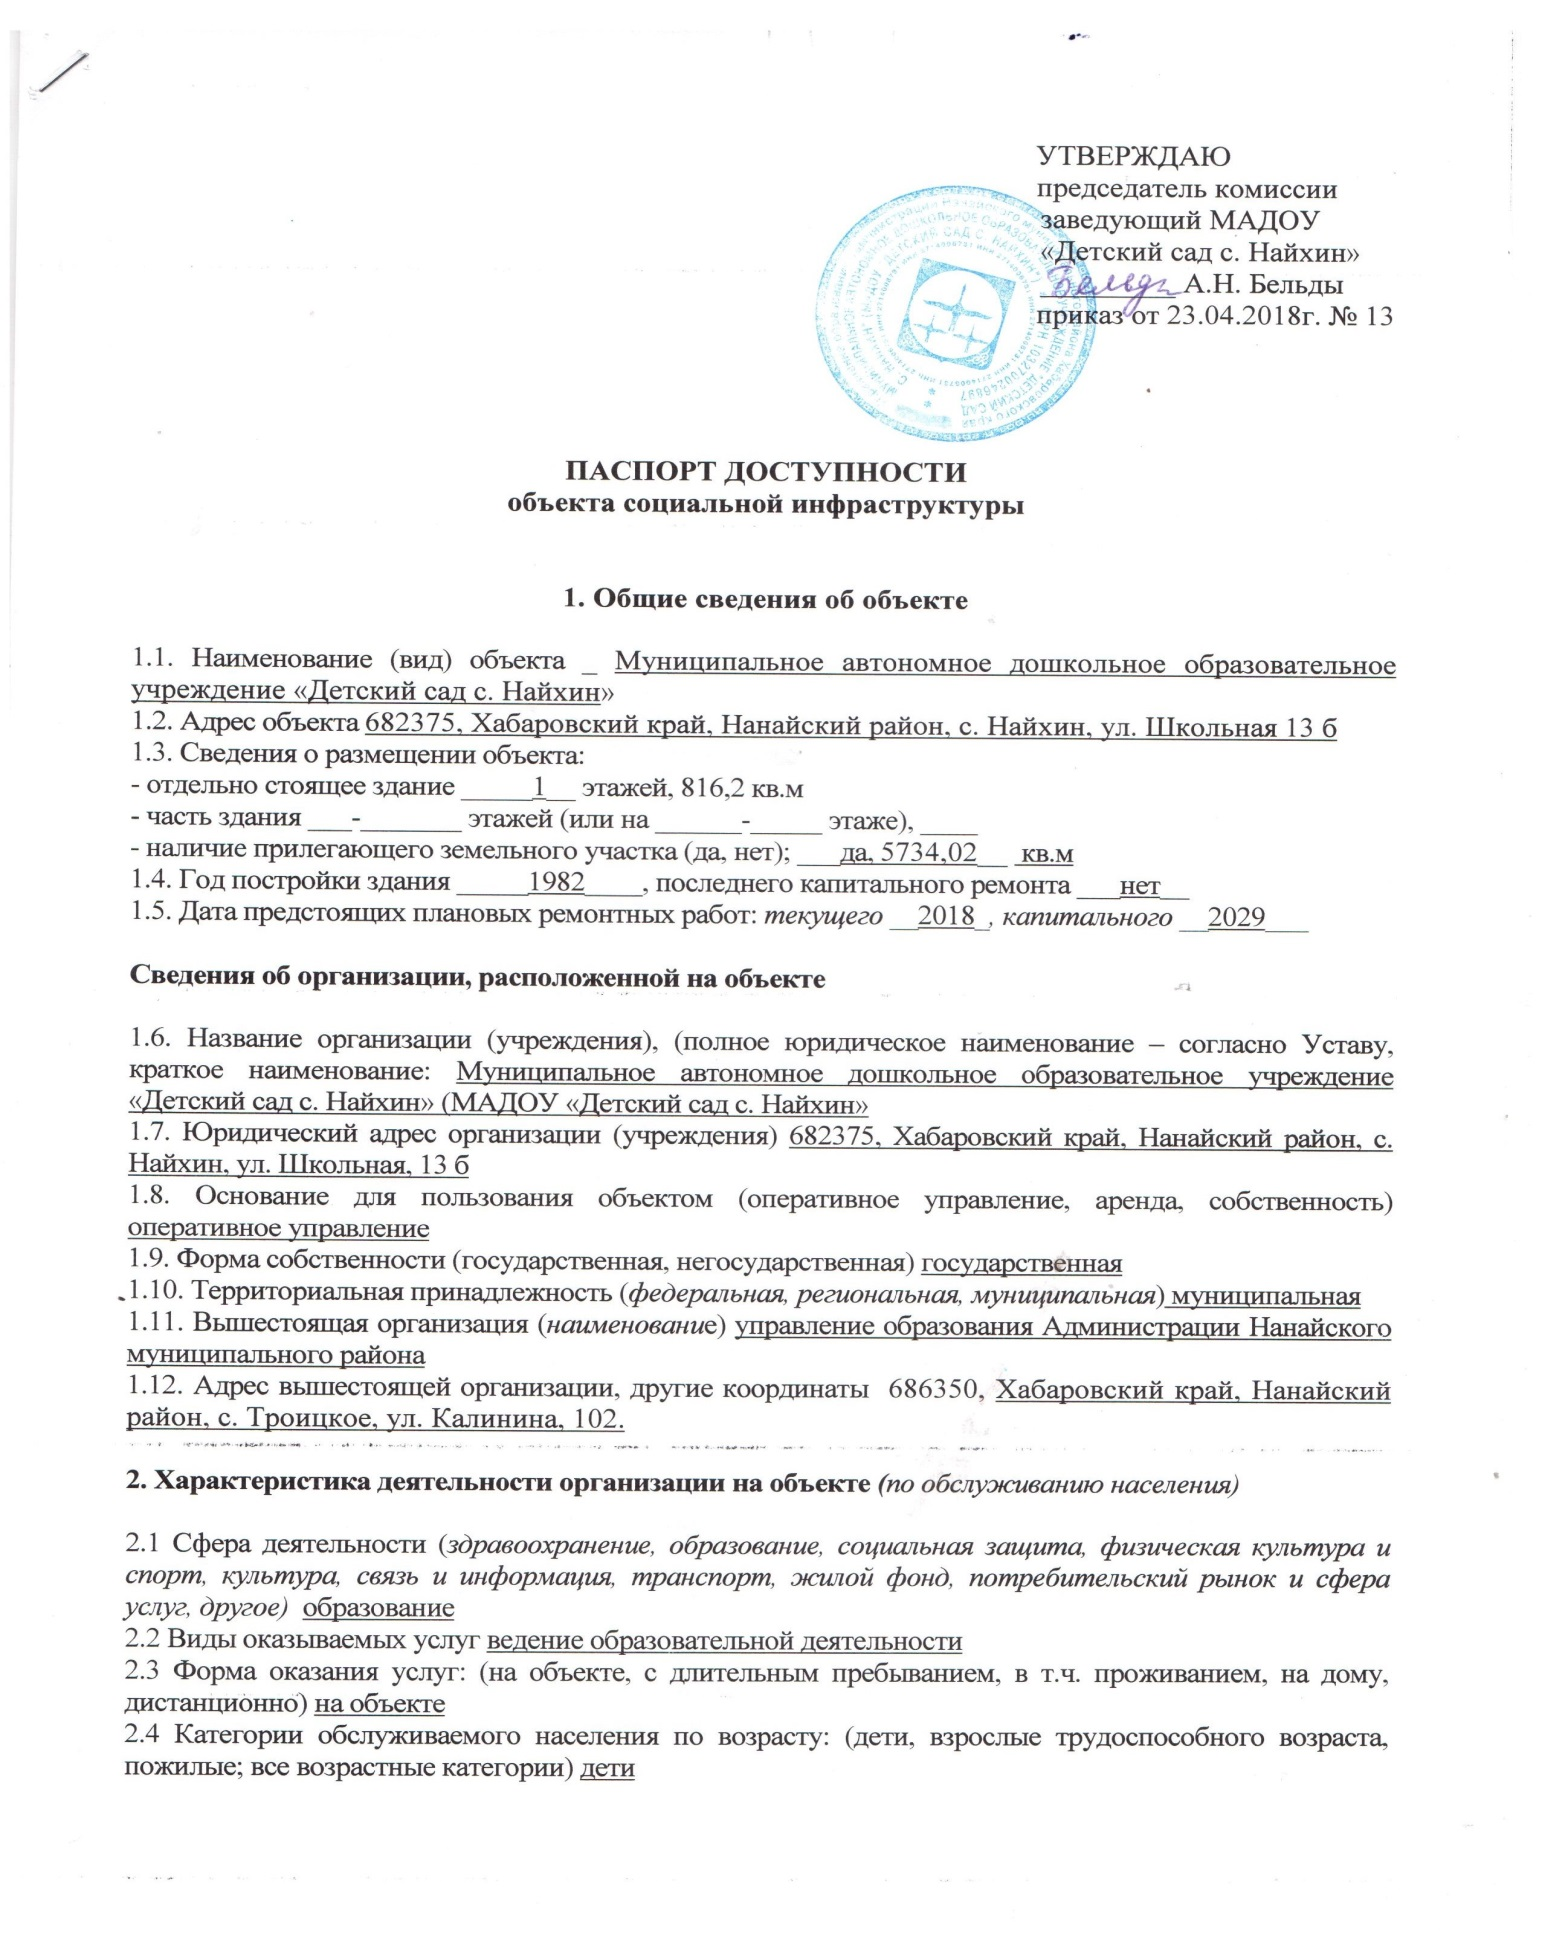 УТВЕРЖДАЮ
председатель комиссии
заведующий МАДОУ
«Детский сад с. Найхин»
Бельды А.Н. Бельды
приказ от 23.04.2018г. № 13
ПАСПОРТ ДОСТУПНОСТИ
объекта социальной инфраструктуры
1. Общие сведения об объекте
1.1. Наименование (вид) объекта _ Муниципальное автономное дошкольное образовательное
учреждение «Детский сад с. Найхин»
1.2. Адрес объекта 682375, Хабаровский край, Нанайский район, с. Найхин, ул. Школьная 13 б
1.3. Сведения о размещении объекта:
- отдельно стоящее здание _____1__ этажей, 816,2 кв.м
- часть здания ___-_______ этажей (или на ______-_____ этаже), ____
- наличие прилегающего земельного участка (да, нет); ___да, 5734,02__ _кв.м
1.4. Год постройки здания _____1982____, последнего капитального ремонта ___нет__
1.5. Дата предстоящих плановых ремонтных работ: текущего __2018_, капитального __2029___
Сведения об организации, расположенной на объекте
1.6. Название организации (учреждения), (полное юридическое наименование – согласно Уставу,
краткое наименование: Муниципальное автономное дошкольное образовательное учреждение
«Детский сад с. Найхин» (МАДОУ «Детский сад с. Найхин»
1.7. Юридический адрес организации (учреждения) 682375, Хабаровский край, Нанайский район, с.
Найхин, ул. Школьная, 13 б
1.8. Основание для пользования объектом (оперативное управление, аренда, собственность)
оперативное управление
1.9. Форма собственности (государственная, негосударственная) государственная
1.10. Территориальная принадлежность (федеральная, региональная, муниципальная) муниципальная
1.11. Вышестоящая организация (наименование) управление образования Администрации Нанайского
муниципального района
1.12. Адрес вышестоящей организации, другие координаты 686350, Хабаровский край, Нанайский
район, с. Троицкое, ул. Калинина, 102.
2. Характеристика деятельности организации на объекте (по обслуживанию населения)
2.1 Сфера деятельности (здравоохранение, образование, социальная защита, физическая культура и
спорт, культура, связь и информация, транспорт, жилой фонд, потребительский рынок и сфера
услуг, другое) образование
2.2 Виды оказываемых услуг ведение образовательной деятельности
2.3 Форма оказания услуг: (на объекте, с длительным пребыванием, в т.ч. проживанием, на дому,
дистанционно) на объекте
2.4 Категории обслуживаемого населения по возрасту: (дети, взрослые трудоспособного возраста,
пожилые; все возрастные категории) дети